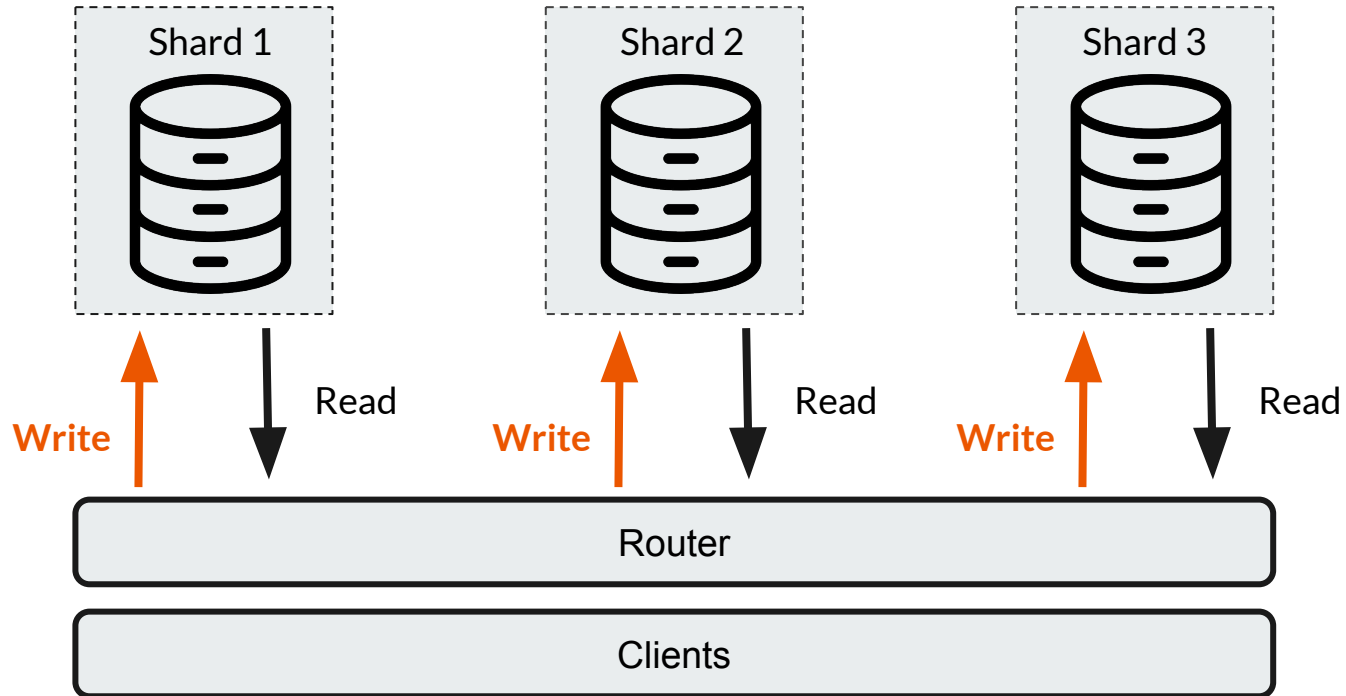 Shard 1
Shard 2
Shard 3
Write
Read
Write
Read
Write
Read
Router
Clients